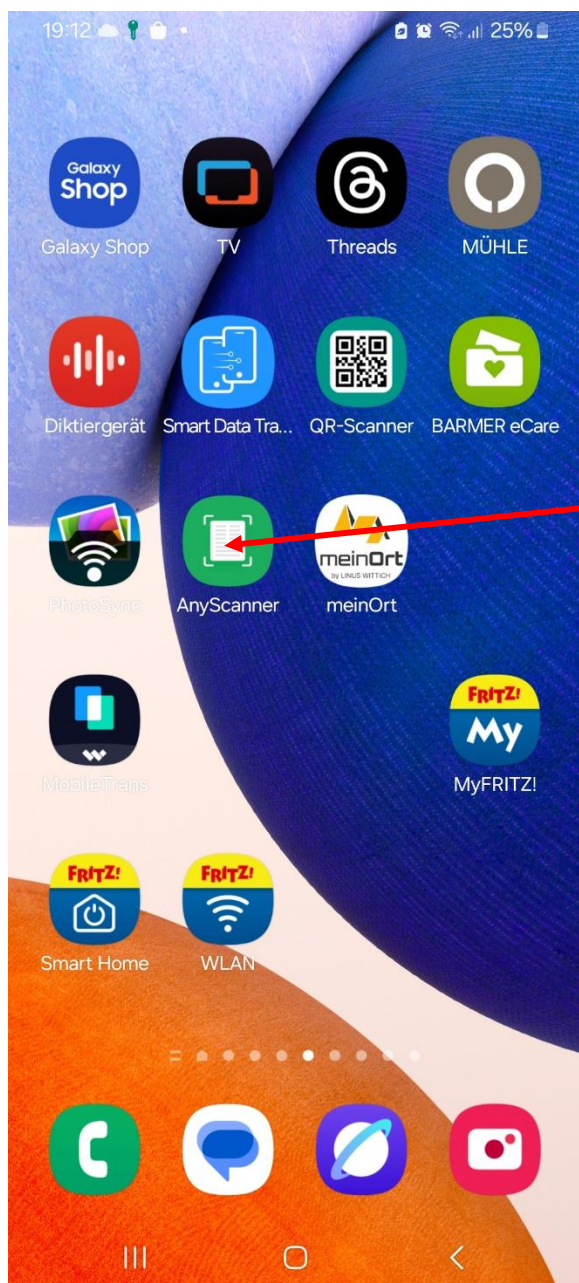 19:12
25%
Galaxy
Shop
Galaxy Shop
TV
Threads
MÜHLE
Diktiergerät
Smart Data Tra...
QR-Scanner
BARMER eCare
meinOrt
by LINUS WITTICH
PhotoSync
AnyScanner
meinOrt
FRITZ!
My
MobileTrans
MyFRITZ!
FRITZ!
FRITZ!
Smart Home
WLAN